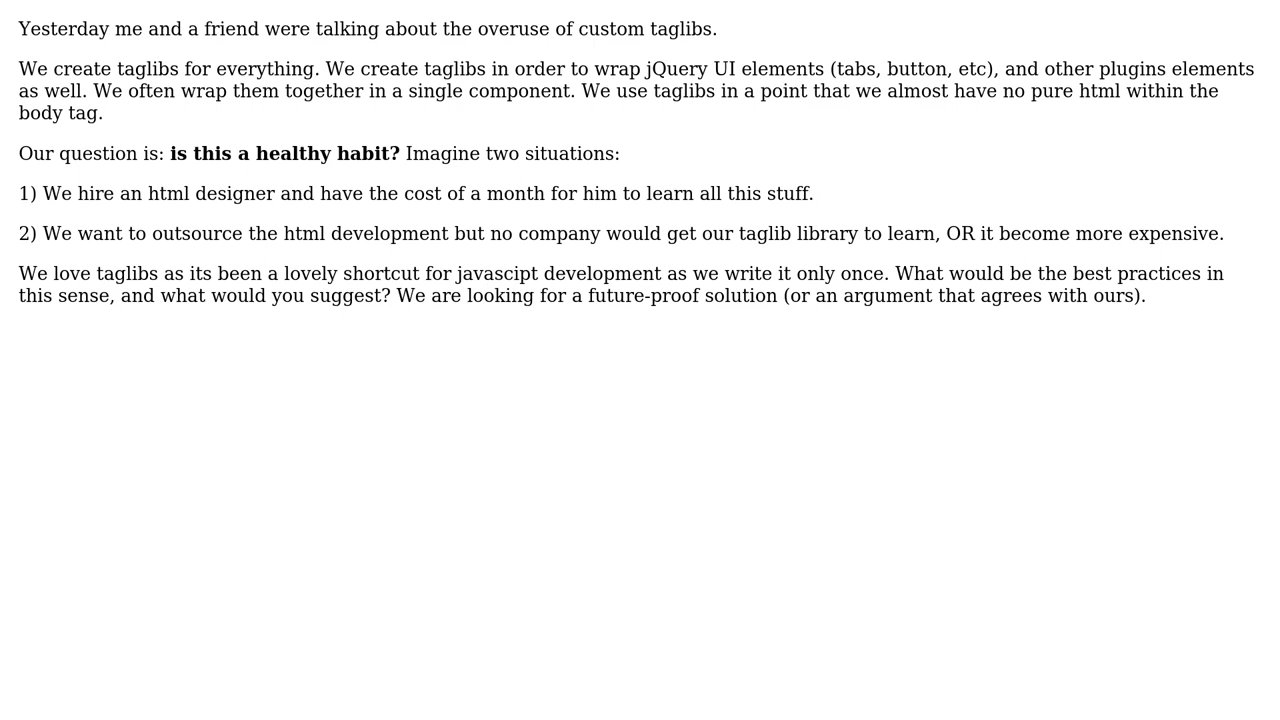 Yesterday me and a friend were talking about the overuse of custom taglibs.
We create taglibs for everything. We create taglibs in order to wrap jQuery UI elements (tabs, button, etc), and other plugins elements
as well. We often wrap them together in a single component. We use taglibs in a point that we almost have no pure html within the
body tag.
Our question is: is this a healthy habit? Imagine two situations:
1) We hire an html designer and have the cost of a month for him to learn all this stuff.
2) We want to outsource the html development but no company would get our taglib library to learn, OR it become more expensive.
We love taglibs as its been a lovely shortcut for javascipt development as we write it only once. What would be the best practices in
this sense, and what would you suggest? We are looking for a future-proof solution (or an argument that agrees with ours).